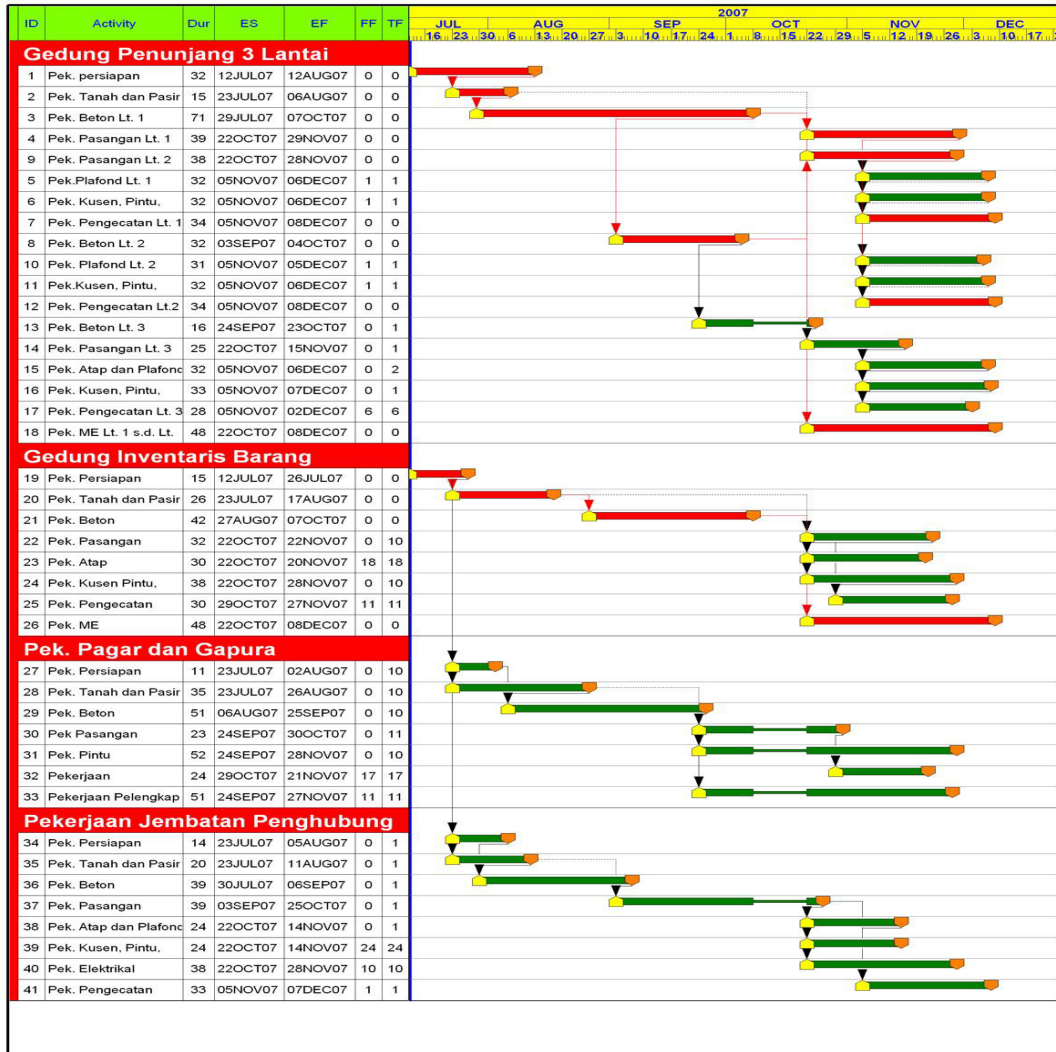 2007
ID Activity Dur ES EF FF TF JUL AUG SEP OCT NOV DEC
16 23 30 6 13 20 27 3 10 17 24 1 8 15 22 29 5 12 19 26 3 10 17
Gedung Penunjang 3 Lantai
1 Pek. persiapan 32 12JUL07 12AUG07 0 0
2 Pek. Tanah dan Pasir 15 23JUL07 06AUG07 0 0
3 Pek. Beton Lt. 1 71 29JUL07 07OCT07 0 0
4 Pek. Pasangan Lt. 1 39 22OCT07 29NOV07 0 0
9 Pek. Pasangan Lt. 2 38 22OCT07 28NOV07 0 0
5 Pek.Plafond Lt. 1 32 05NOV07 06DEC07 1 1
6 Pek. Kusen, Pintu, 32 05NOV07 06DEC07 1 1
7 Pek. Pengecatan Lt. 1 34 05NOV07 08DEC07 0 0
8 Pek. Beton Lt. 2 32 03SEP07 04OCT07 0 0
10 Pek. Plafond Lt. 2 31 05NOV07 05DEC07 1 1
11 Pek.Kusen, Pintu, 32 05NOV07 06DEC07 1 1
12 Pek. Pengecatan Lt.2 34 05NOV07 08DEC07 0 0
13 Pek. Beton Lt. 3 16 24SEP07 23OCT07 0 1
14 Pek. Pasangan Lt. 3 25 22OCT07 15NOV07 0 1
15 Pek. Atap dan Plafond 32 05NOV07 06DEC07 0 2
16 Pek. Kusen, Pintu, 33 05NOV07 07DEC07 0 1
17 Pek. Pengecatan Lt. 3 28 05NOV07 02DEC07 6 6
18 Pek. ME Lt. 1 s.d. Lt. 48 22OCT07 08DEC07 0 0
Gedung Inventaris Barang
19 Pek. Persiapan 15 12JUL07 26JUL07 0 0
20 Pek. Tanah dan Pasir 26 23JUL07 17AUG07 0 0
21 Pek. Beton 42 27AUG07 07OCT07 0 0
22 Pek. Pasangan 32 22OCT07 22NOV07 0 10
23 Pek. Atap 30 22OCT07 20NOV07 18 18
24 Pek. Kusen Pintu, 38 22OCT07 28NOV07 0 10
25 Pek. Pengecatan 30 29OCT07 27NOV07 11 11
26 Pek. ME 48 22OCT07 08DEC07 0 0
Pek. Pagar dan Gapura
27 Pek. Persiapan 11 23JUL07 02AUG07 0 10
28 Pek. Tanah dan Pasir 35 23JUL07 26AUG07 0 10
29 Pek. Beton 51 06AUG07 25SEP07 0 10
30 Pek Pasangan 23 24SEP07 30OCT07 0 11
31 Pek. Pintu 52 24SEP07 28NOV07 0 10
32 Pekerjaan 24 29OCT07 21NOV07 17 17
33 Pekerjaan Pelengkap 51 24SEP07 27NOV07 11 11
Pekerjaan Jembatan Penghubung
34 Pek. Persiapan 14 23JUL07 05AUG07 0 1
35 Pek. Tanah dan Pasir 20 23JUL07 11AUG07 0 1
36 Pek. Beton 39 30JUL07 06SEP07 0 1
37 Pek. Pasangan 39 03SEP07 25OCT07 0 1
38 Pek. Atap dan Plafond 24 22OCT07 14NOV07 0 1
39 Pek. Kusen, Pintu, 24 22OCT07 14NOV07 24 24
40 Pek. Elektrikal 38 22OCT07 28NOV07 10 10
41 Pek. Pengecatan 33 05NOV07 07DEC07 1 1